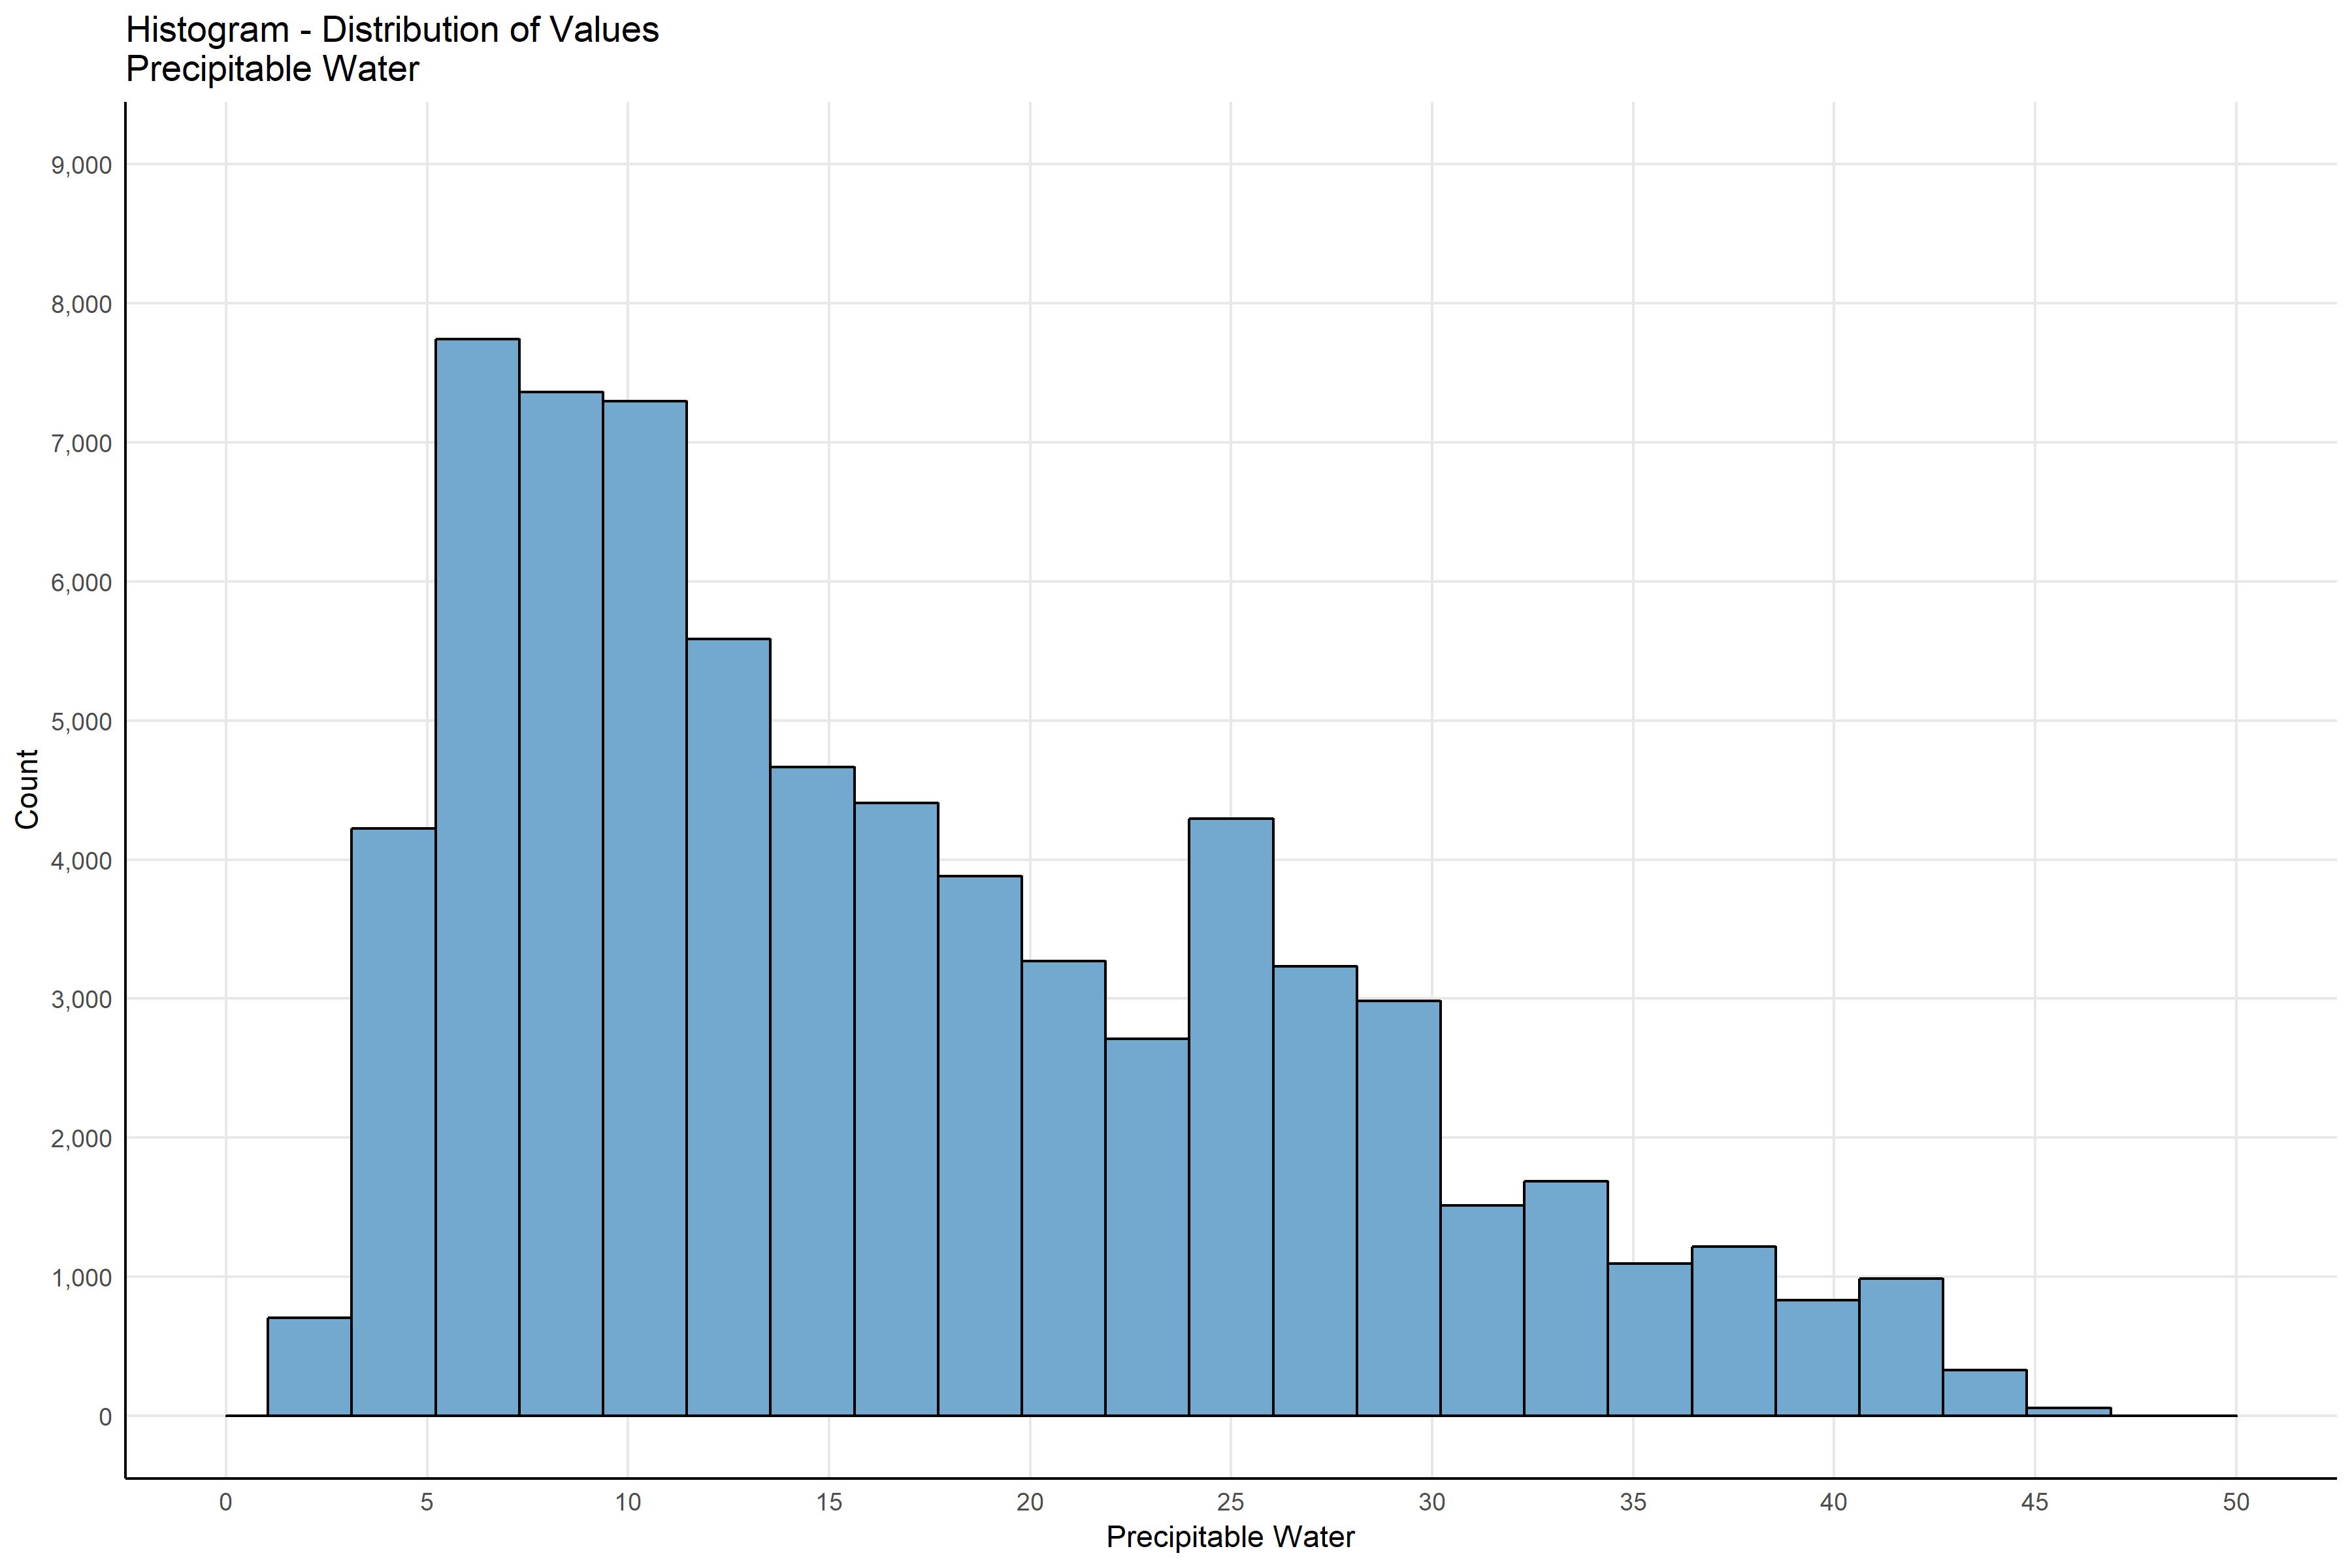 Histogram - Distribution of Values
Precipitable Water
Count
9,000
8,000
7,000
6,000
5,000
4,000
3,000
2,000
1,000
0
0 5 10 15 20 25 30 35 40 45 50
Precipitable Water